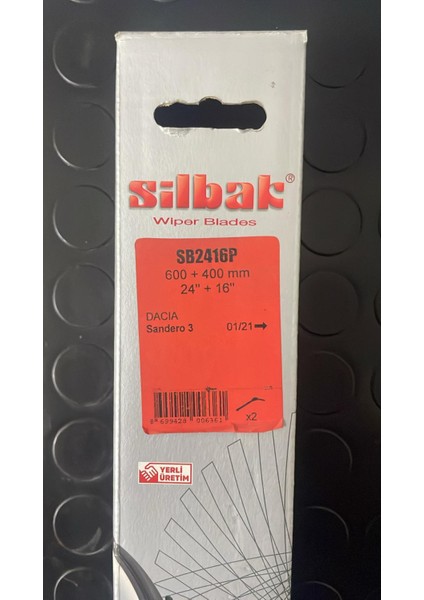 silbak®
Wiper Blades
SB2416P
600 + 400 mm
24" + 16"
DACIA
Sandero 3 01/21➞
x2
YERLİ
ÜRETİM